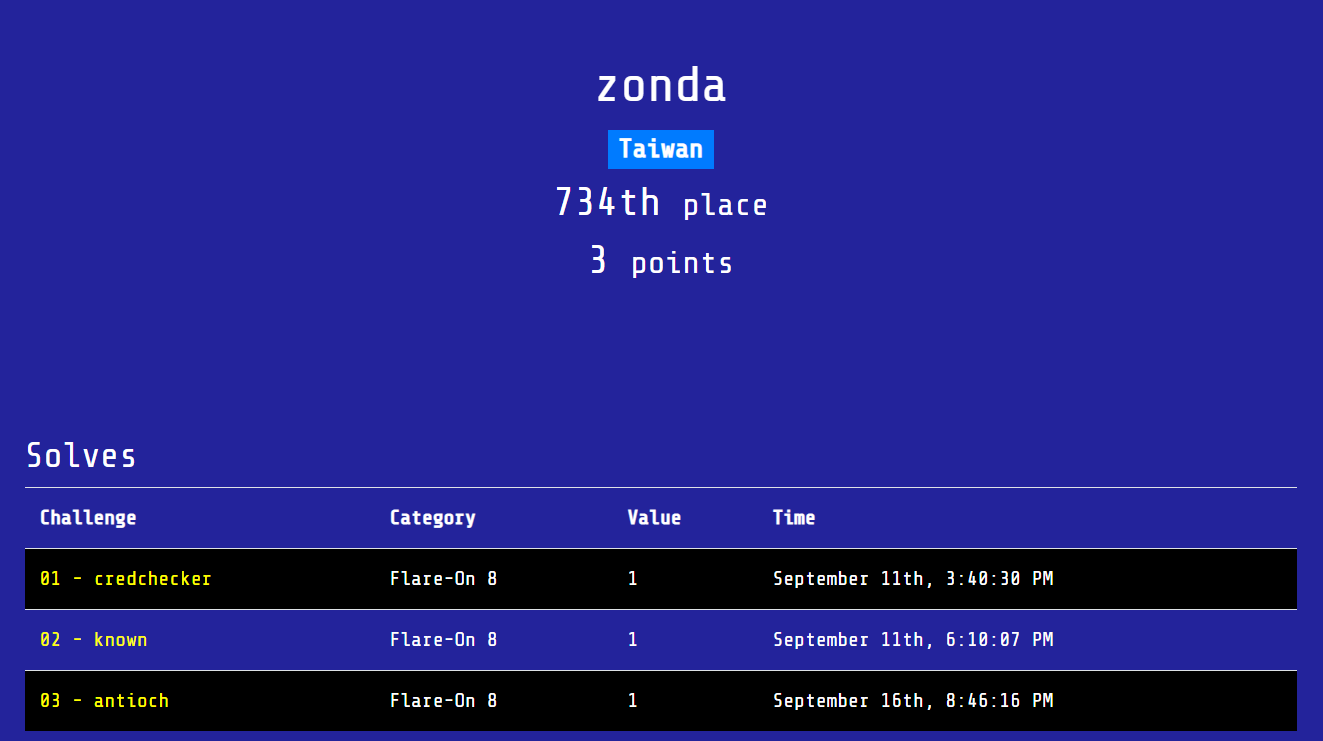 zonda
Taiwan
734th place
3 points
Solves
Challenge Category Value Time
01 - credchecker Flare-On 8 1 September 11th, 3:40:30 PM
02 - known Flare-On 8 1 September 11th, 6:10:07 PM
03 - antioch Flare-On 8 1 September 16th, 8:46:16 PM